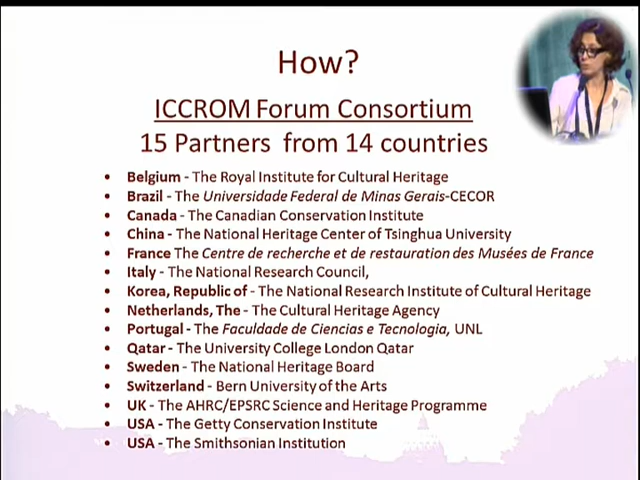 How?
ICCROM Forum Consortium
15 Partners from 14 countries
• Belgium - The Royal Institute for Cultural Heritage
• Brazil - The Universidade Federal de Minas Gerais-CECOR
• Canada - The Canadian Conservation Institute
• China - The National Heritage Center of Tsinghua University
• France The Centre de recherche et de restauration des Musées de France
• Italy - The National Research Council,
• Korea, Republic of - The National Research Institute of Cultural Heritage
• Netherlands, The - The Cultural Heritage Agency
• Portugal - The Faculdade de Ciencias e Tecnologia, UNL
• Qatar - The University College London Qatar
• Sweden - The National Heritage Board
• Switzerland - Bern University of the Arts
• UK - The AHRC/EPSRC Science and Heritage Programme
• USA - The Getty Conservation Institute
• USA - The Smithsonian Institution